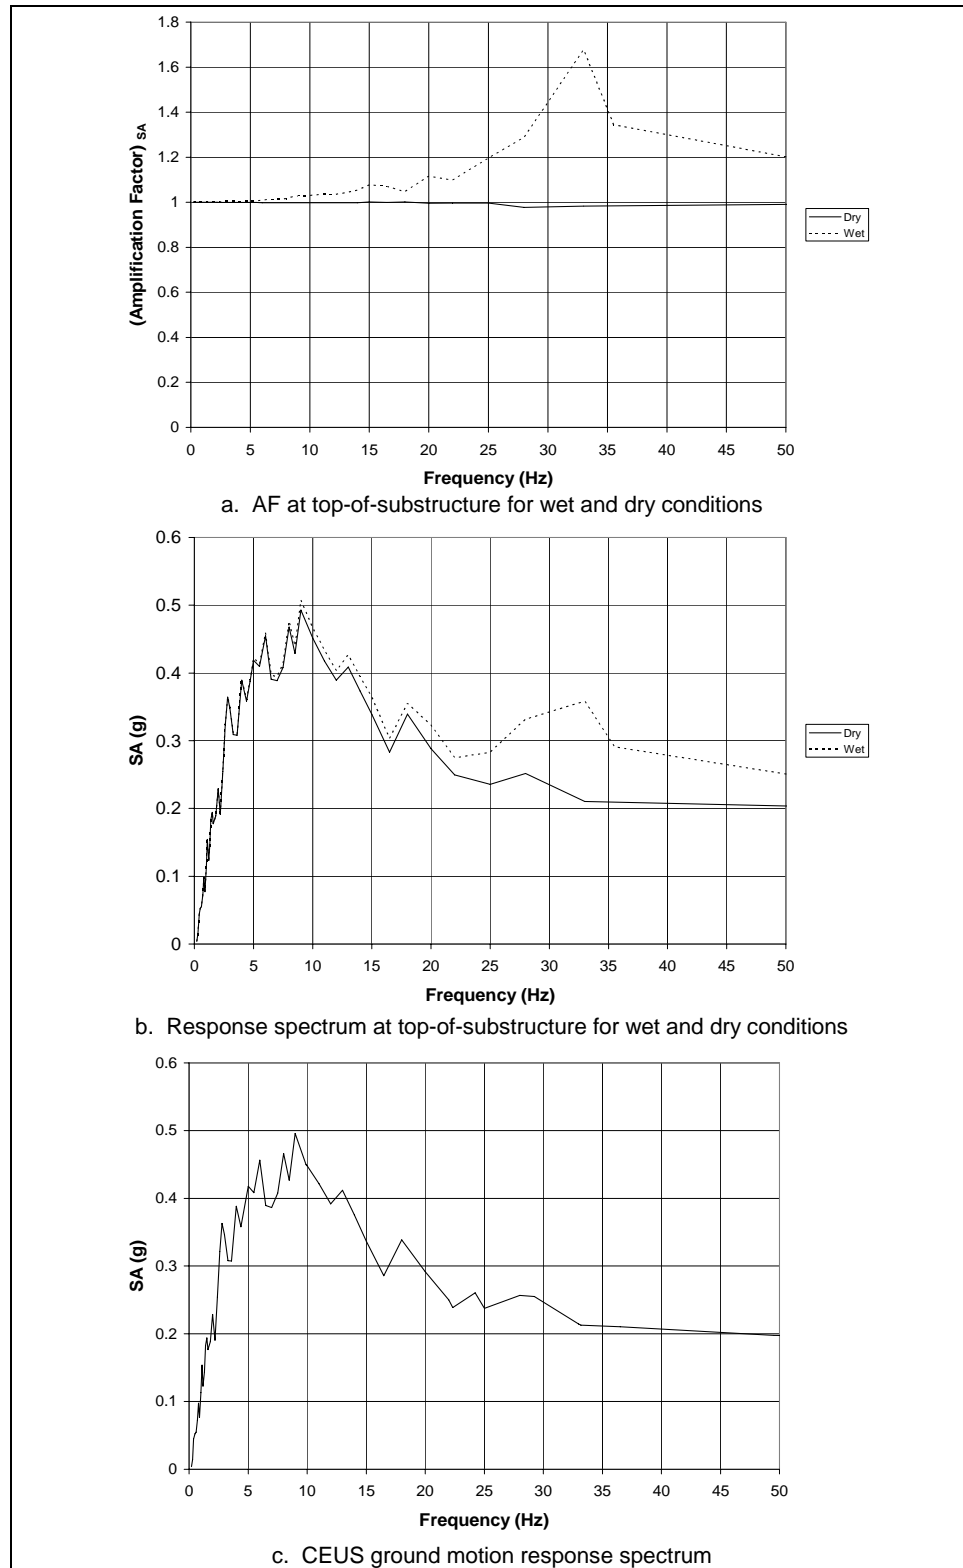 1.8
1.6
1.4
1.2
1
0.8
0.6
0.4
0.2
0
(Amplification Factor) SA
0 5 10 15 20 25 30 35 40 45 50
Frequency (Hz)
Dry
Wet
a. AF at top-of-substructure for wet and dry conditions
0.6
0.5
0.4
0.3
0.2
0.1
0
SA (g)
0 5 10 15 20 25 30 35 40 45 50
Frequency (Hz)
Dry
Wet
b. Response spectrum at top-of-substructure for wet and dry conditions
0.6
0.5
0.4
0.3
0.2
0.1
0
SA (g)
0 5 10 15 20 25 30 35 40 45 50
Frequency (Hz)
c. CEUS ground motion response spectrum